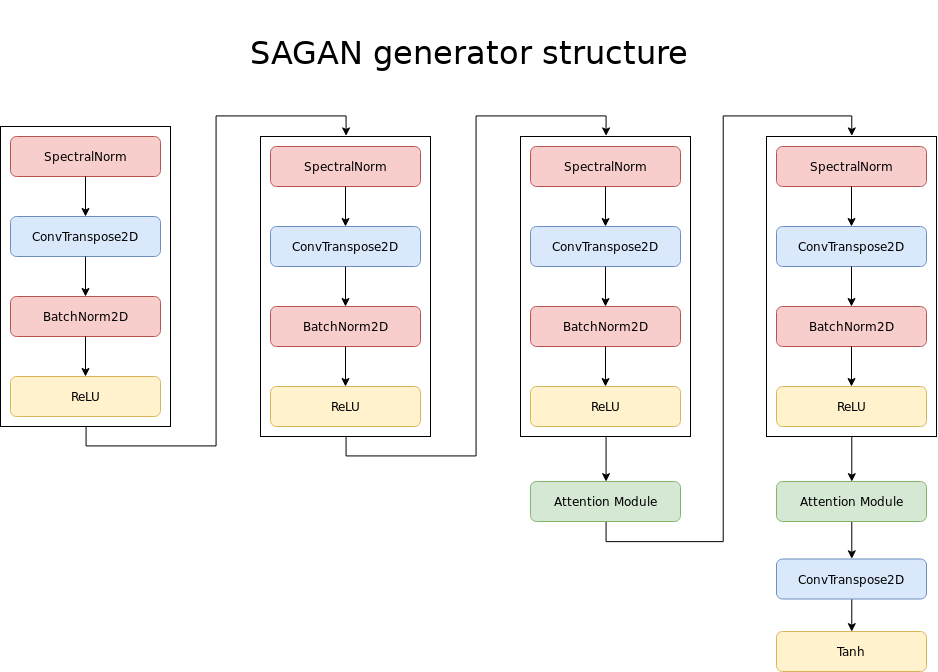 SAGAN generator structure
SpectralNorm
ConvTranspose2D
BatchNorm2D
ReLU
SpectralNorm
ConvTranspose2D
BatchNorm2D
ReLU
SpectralNorm
ConvTranspose2D
BatchNorm2D
ReLU
Attention Module
SpectralNorm
ConvTranspose2D
BatchNorm2D
ReLU
Attention Module
ConvTranspose2D
Tanh